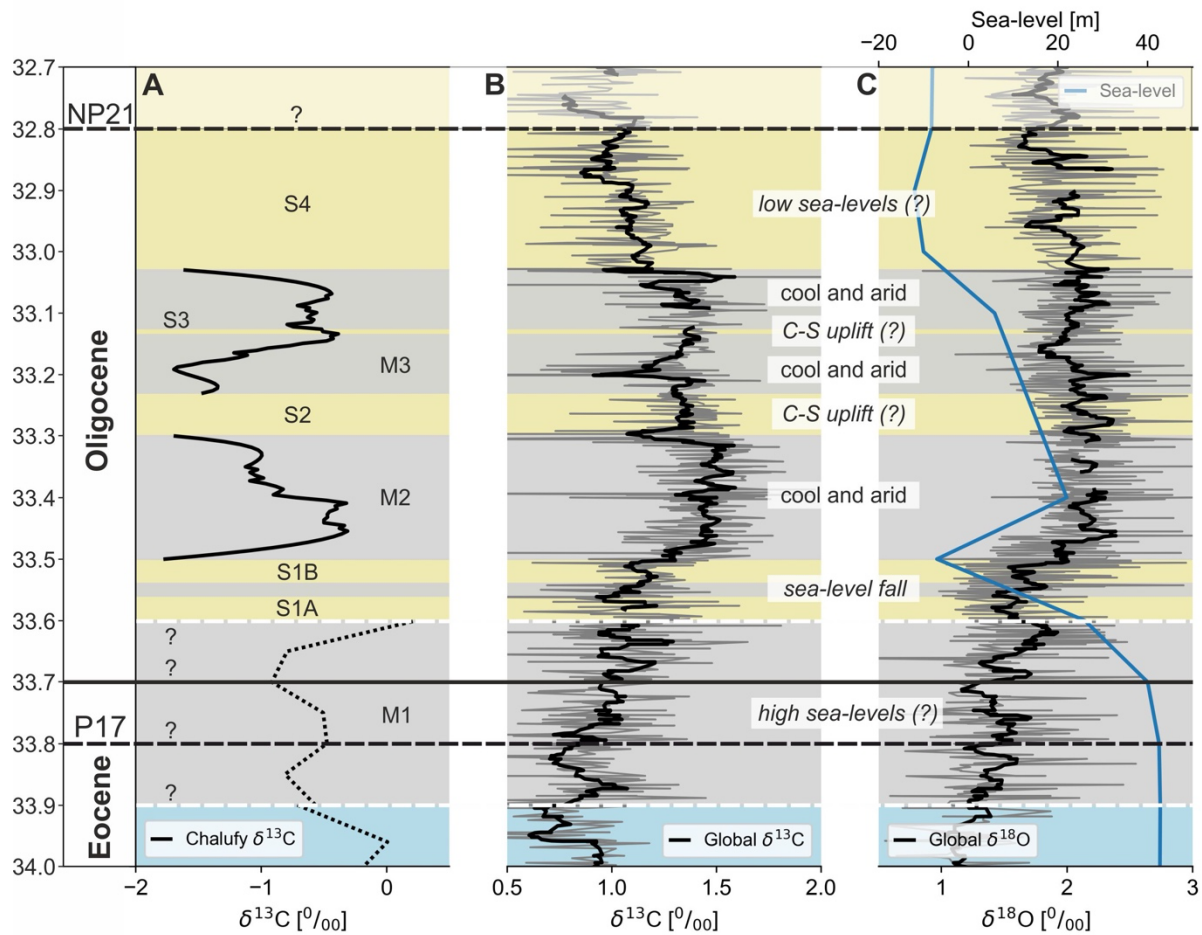 Sea-level [m]
−20 0 20 40
32.7
A
B
C
Sea-level
NP21
?
32.8
32.9
S4
low sea-levels (?)
33.0
cool and arid
33.1
S3
C-S uplift (?)
M3
cool and arid
33.2
S2
C-S uplift (?)
33.3
Oligocene
M2
cool and arid
33.4
33.5
S1B
sea-level fall
S1A
33.6
?
?
33.7
M1
high sea-levels (?)
P17
?
33.8
Eocene
?
33.9
Chalufy δ¹³C
Global δ¹³C
Global δ¹⁸O
34.0
−2 −1 0
0.5 1.0 1.5 2.0
1 2 3
δ¹³C [⁰/₀₀]
δ¹³C [⁰/₀₀]
δ¹⁸O [⁰/₀₀]